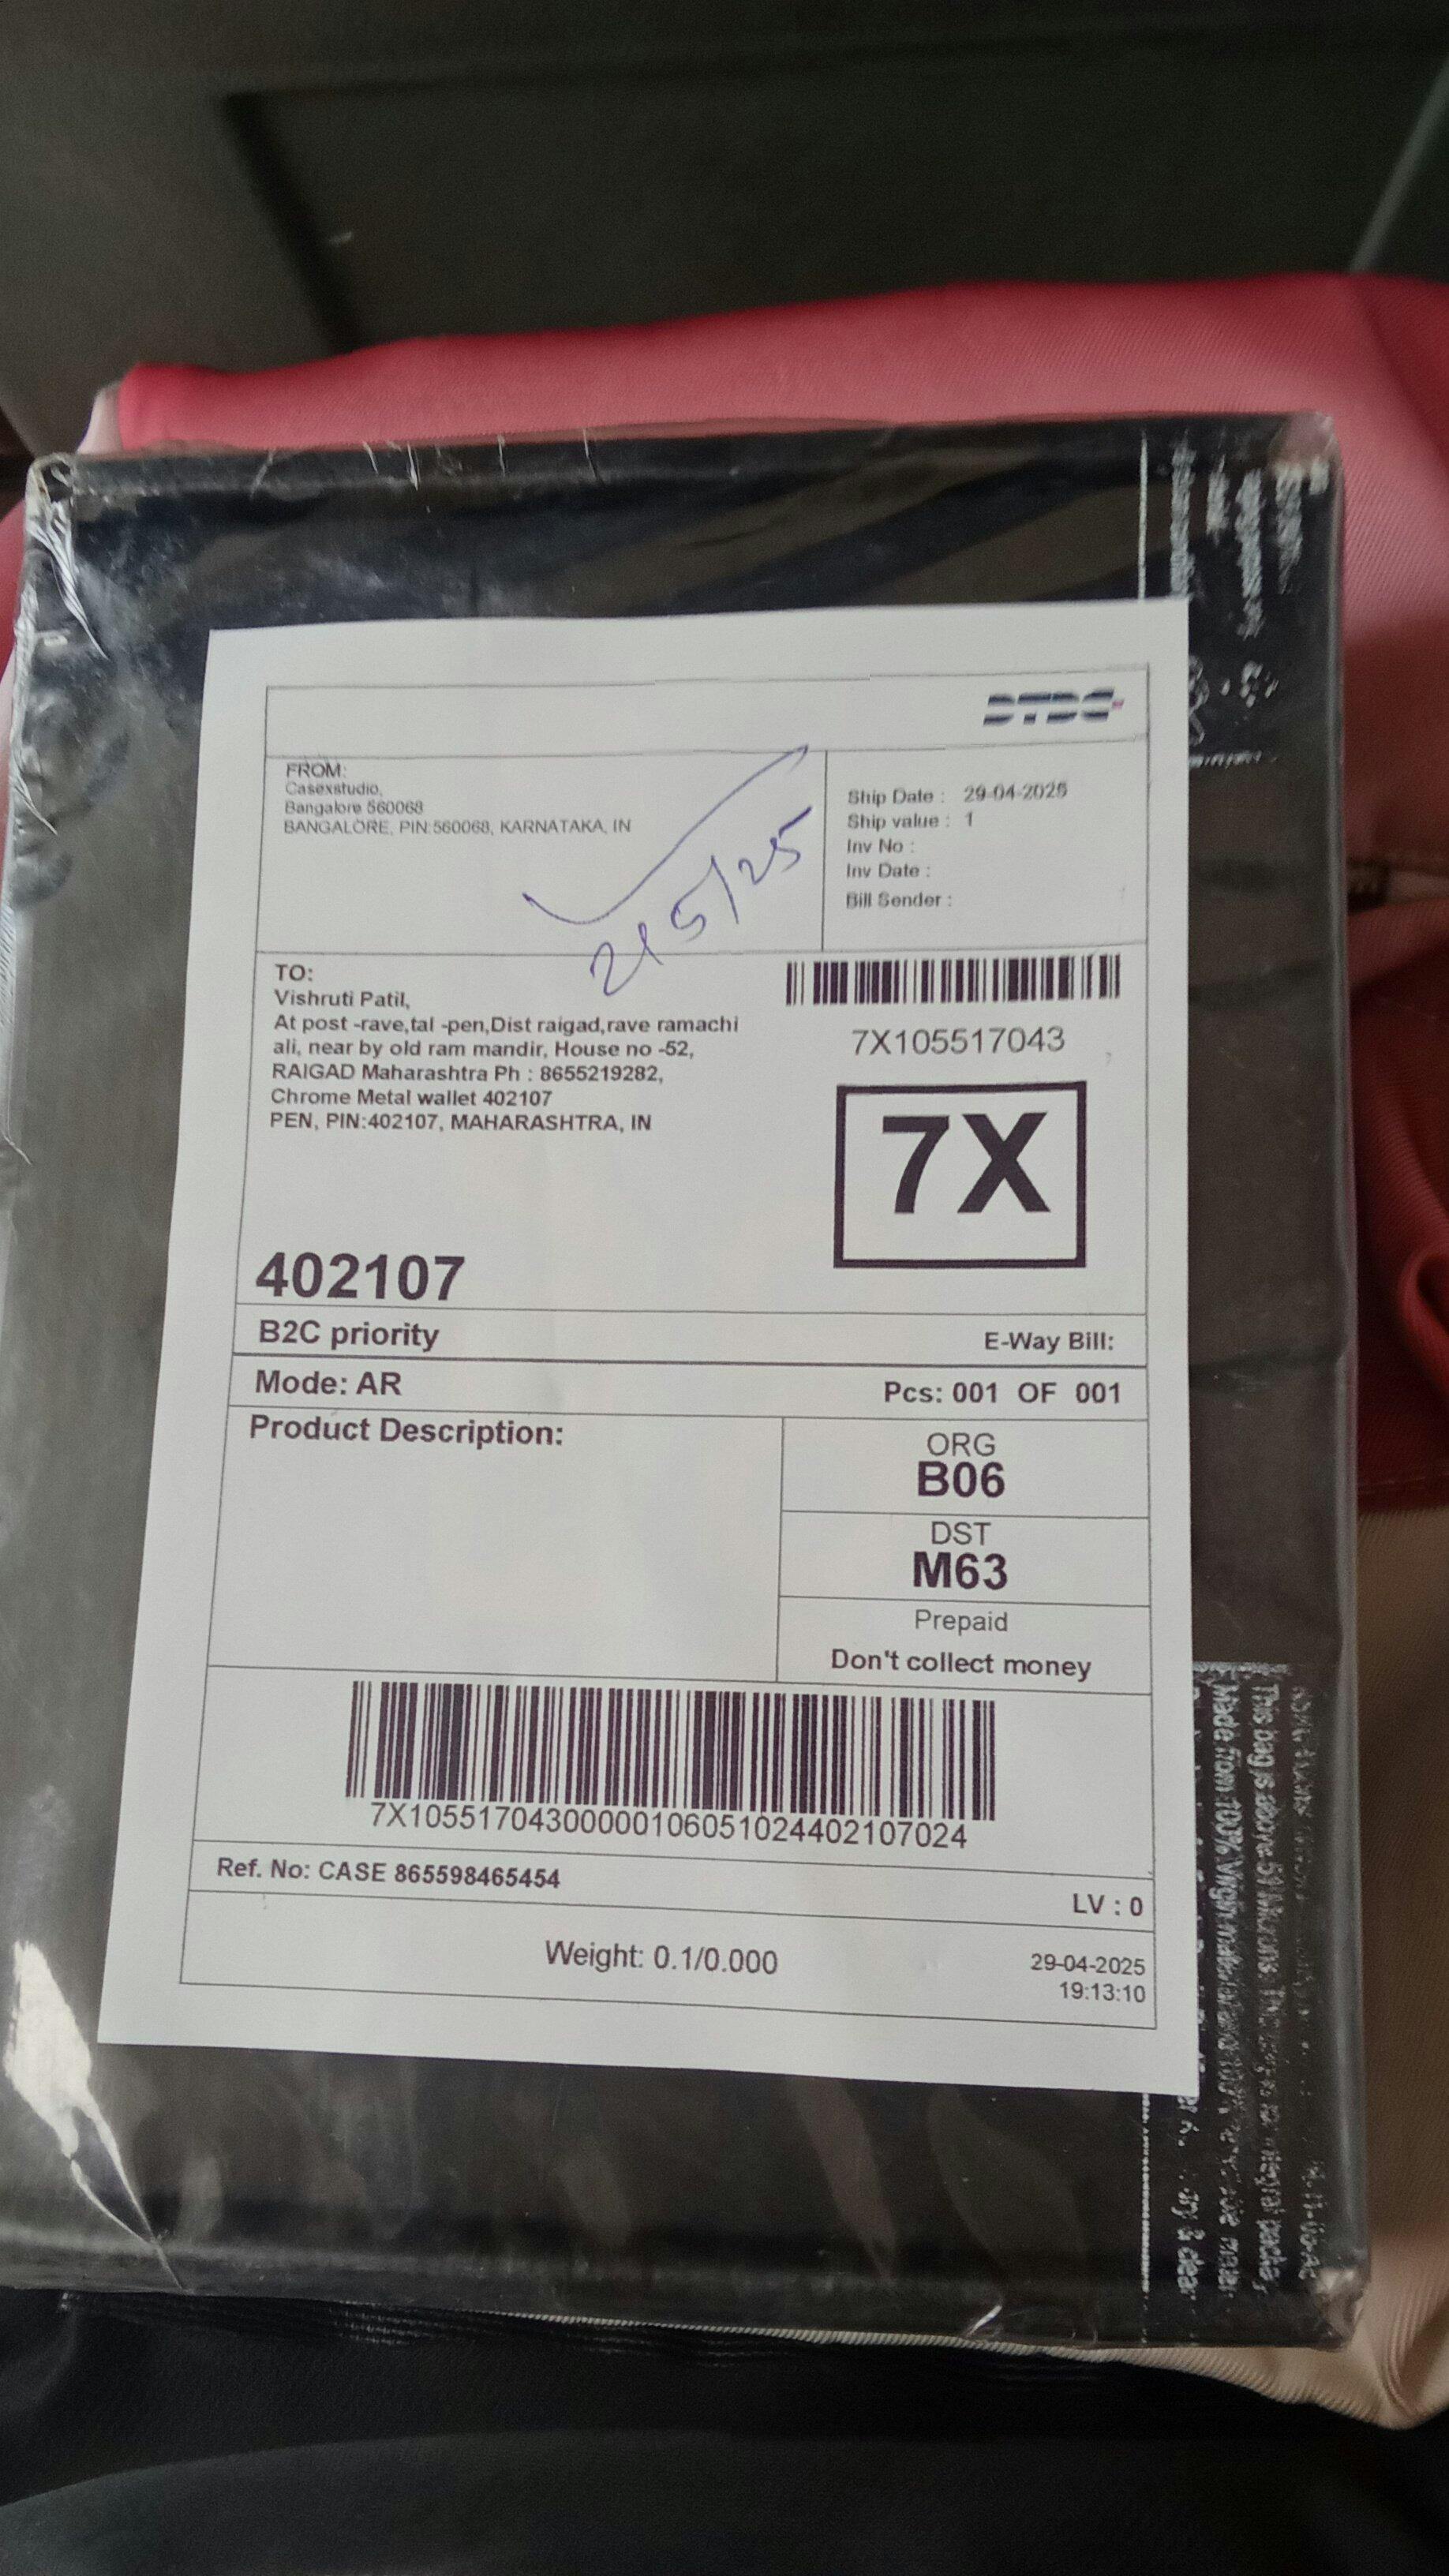 DTDC
FROM:
Casexstudio,
Bangalore 560068
BANGALORE, PIN:560068, KARNATAKA, IN
2/5/25
Ship Date : 29-04-2025
Ship value : 1
Inv No :
Inv Date :
Bill Sender :
TO:
Vishruti Patil,
At post -rave,tal -pen,Dist raigad,rave ramachi
ali, near by old ram mandir, House no -52,
RAIGAD Maharashtra Ph : 8655219282,
Chrome Metal wallet 402107
PEN, PIN:402107, MAHARASHTRA, IN
7X105517043
7X
402107
B2C priority
E-Way Bill:
Mode: AR
Pcs: 001 OF 001
Product Description:
ORG
B06
DST
M63
Prepaid
Don't collect money
7X10551704300000106051024402107024
Ref. No: CASE 865598465454
LV : 0
Weight: 0.1/0.000
29-04-2025
19:13:10
This bag is above 51 Microns.
Made from 100% Virgin